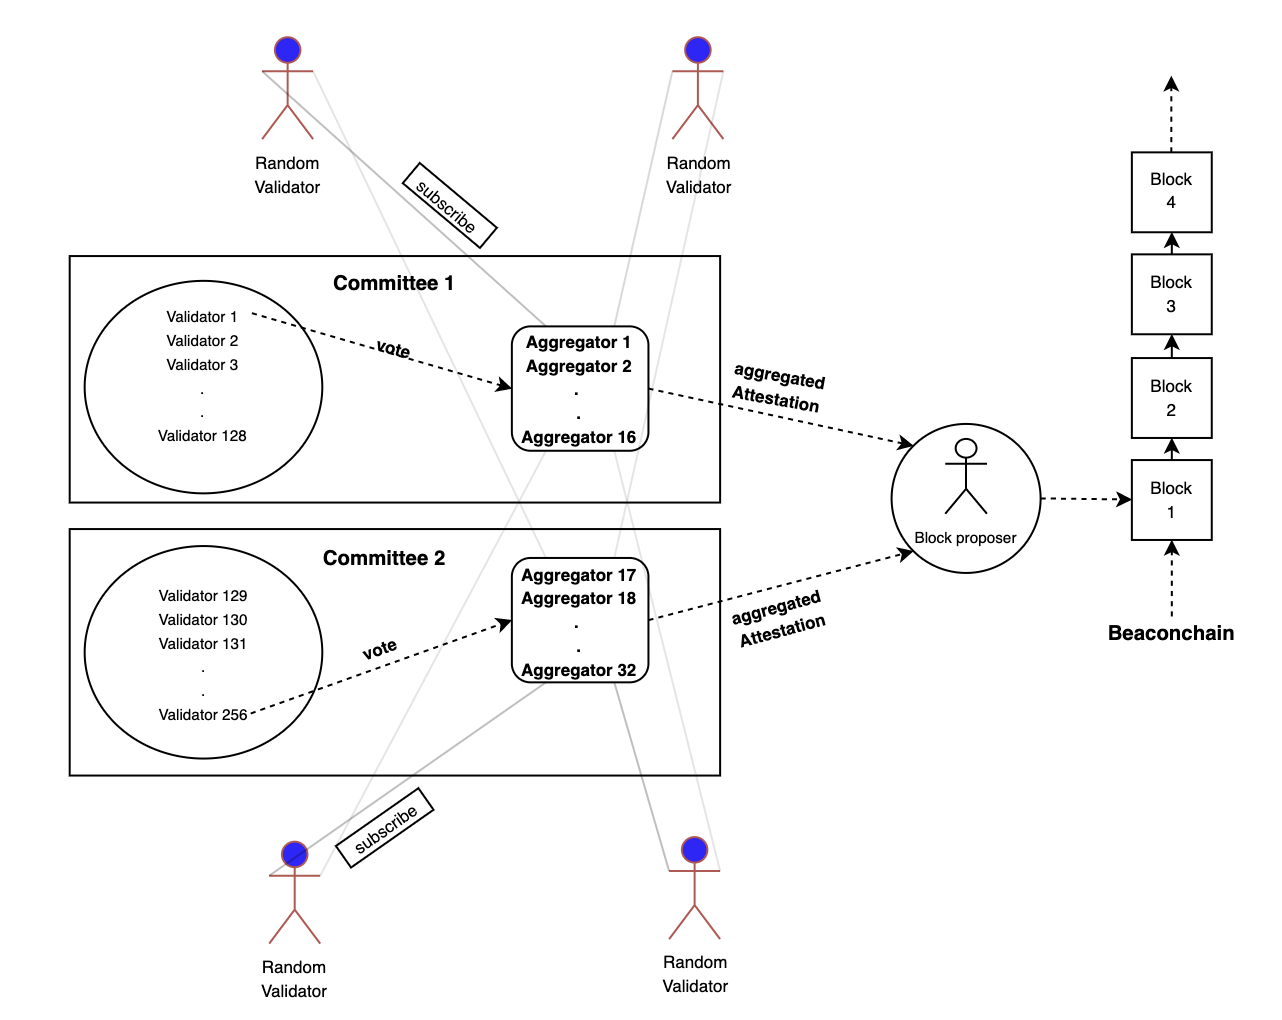 Random
Validator
Random
Validator
subscribe
Committee 1
Validator 1
Validator 2
Validator 3
.
.
Validator 128
vote
Aggregator 1
Aggregator 2
.
.
Aggregator 16
aggregated
Attestation
Committee 2
Validator 129
Validator 130
Validator 131
.
.
Validator 256
vote
Aggregator 17
Aggregator 18
.
.
Aggregator 32
aggregated
Attestation
Block proposer
Block
4
Block
3
Block
2
Block
1
Beaconchain
subscribe
Random
Validator
Random
Validator